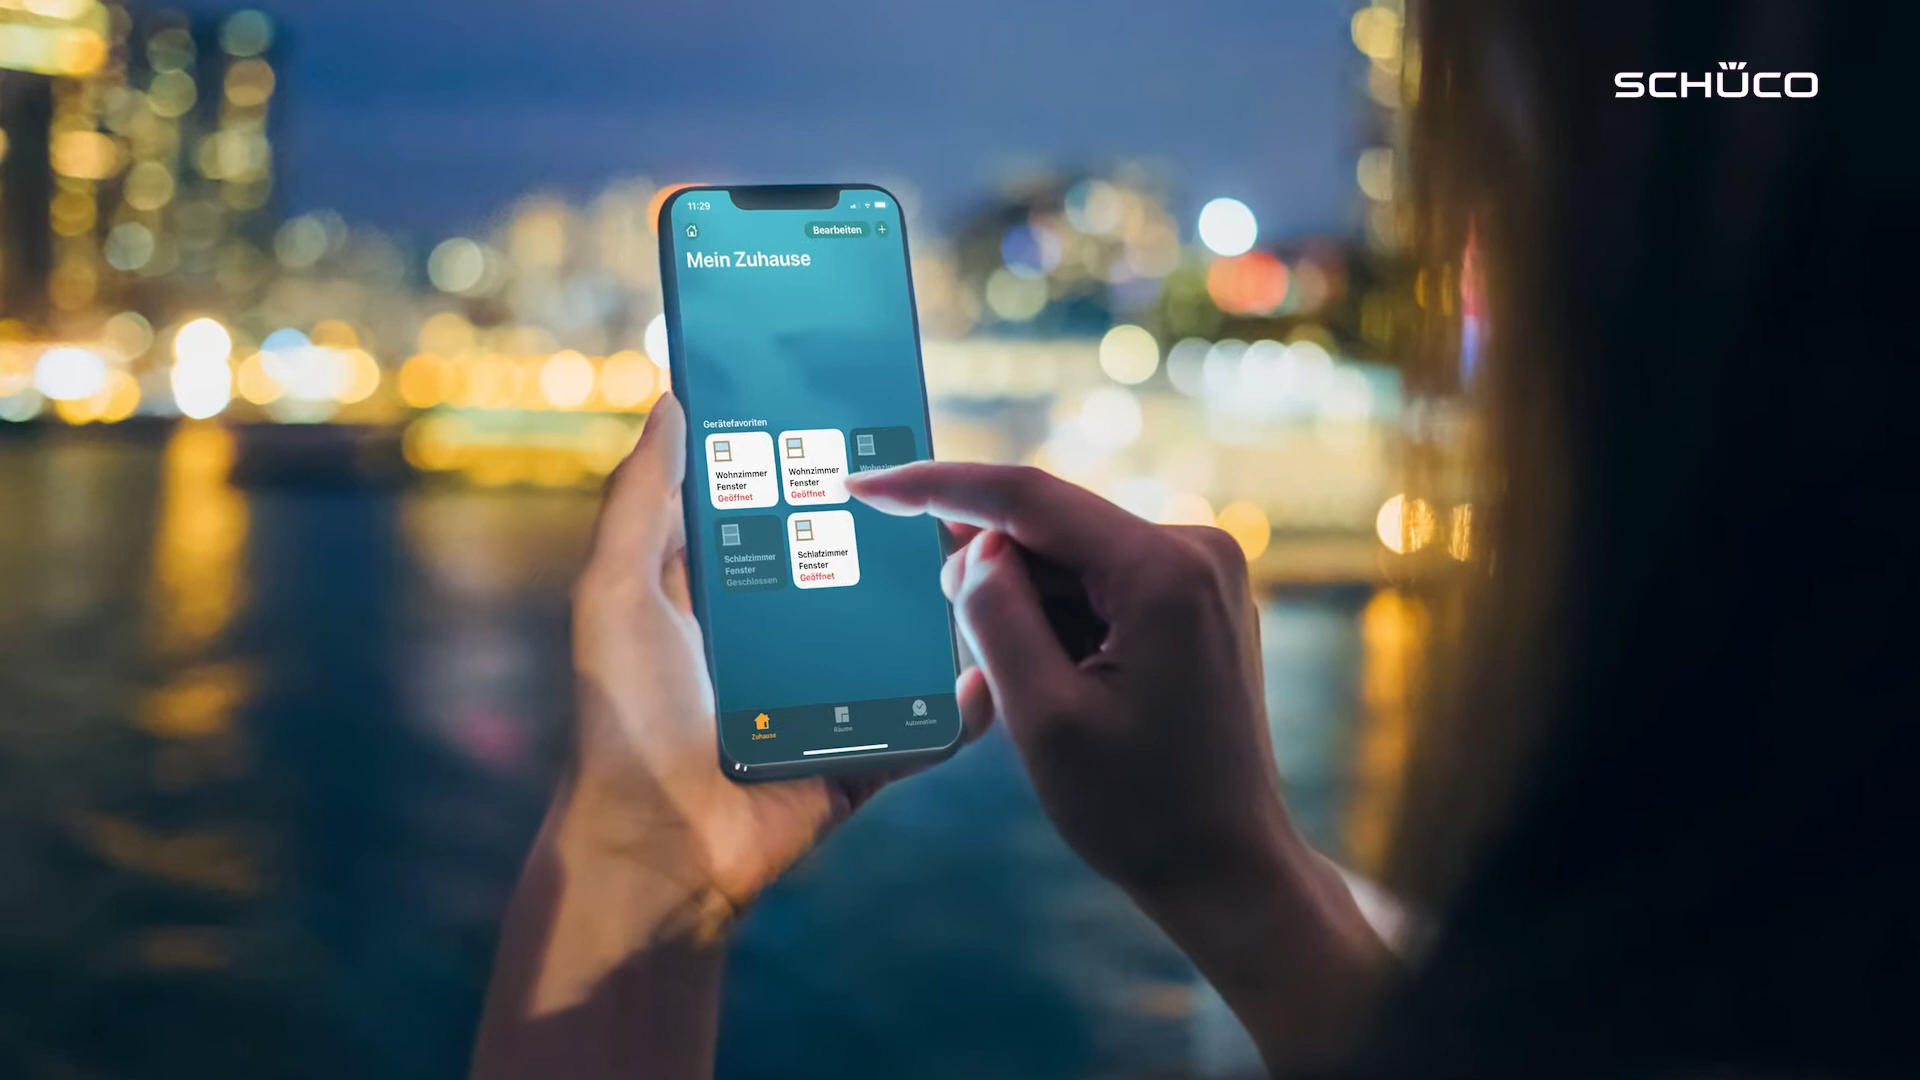 SCHÜCO
11:29
Bearbeiten +
Mein Zuhause
Gerätefavoriten
Wohnzimmer
Fenster
Geöffnet
Wohnzimmer
Fenster
Geöffnet
Schlafzimmer
Fenster
Geschlossen
Schlafzimmer
Fenster
Geöffnet
Zuhause
Räume
Automation